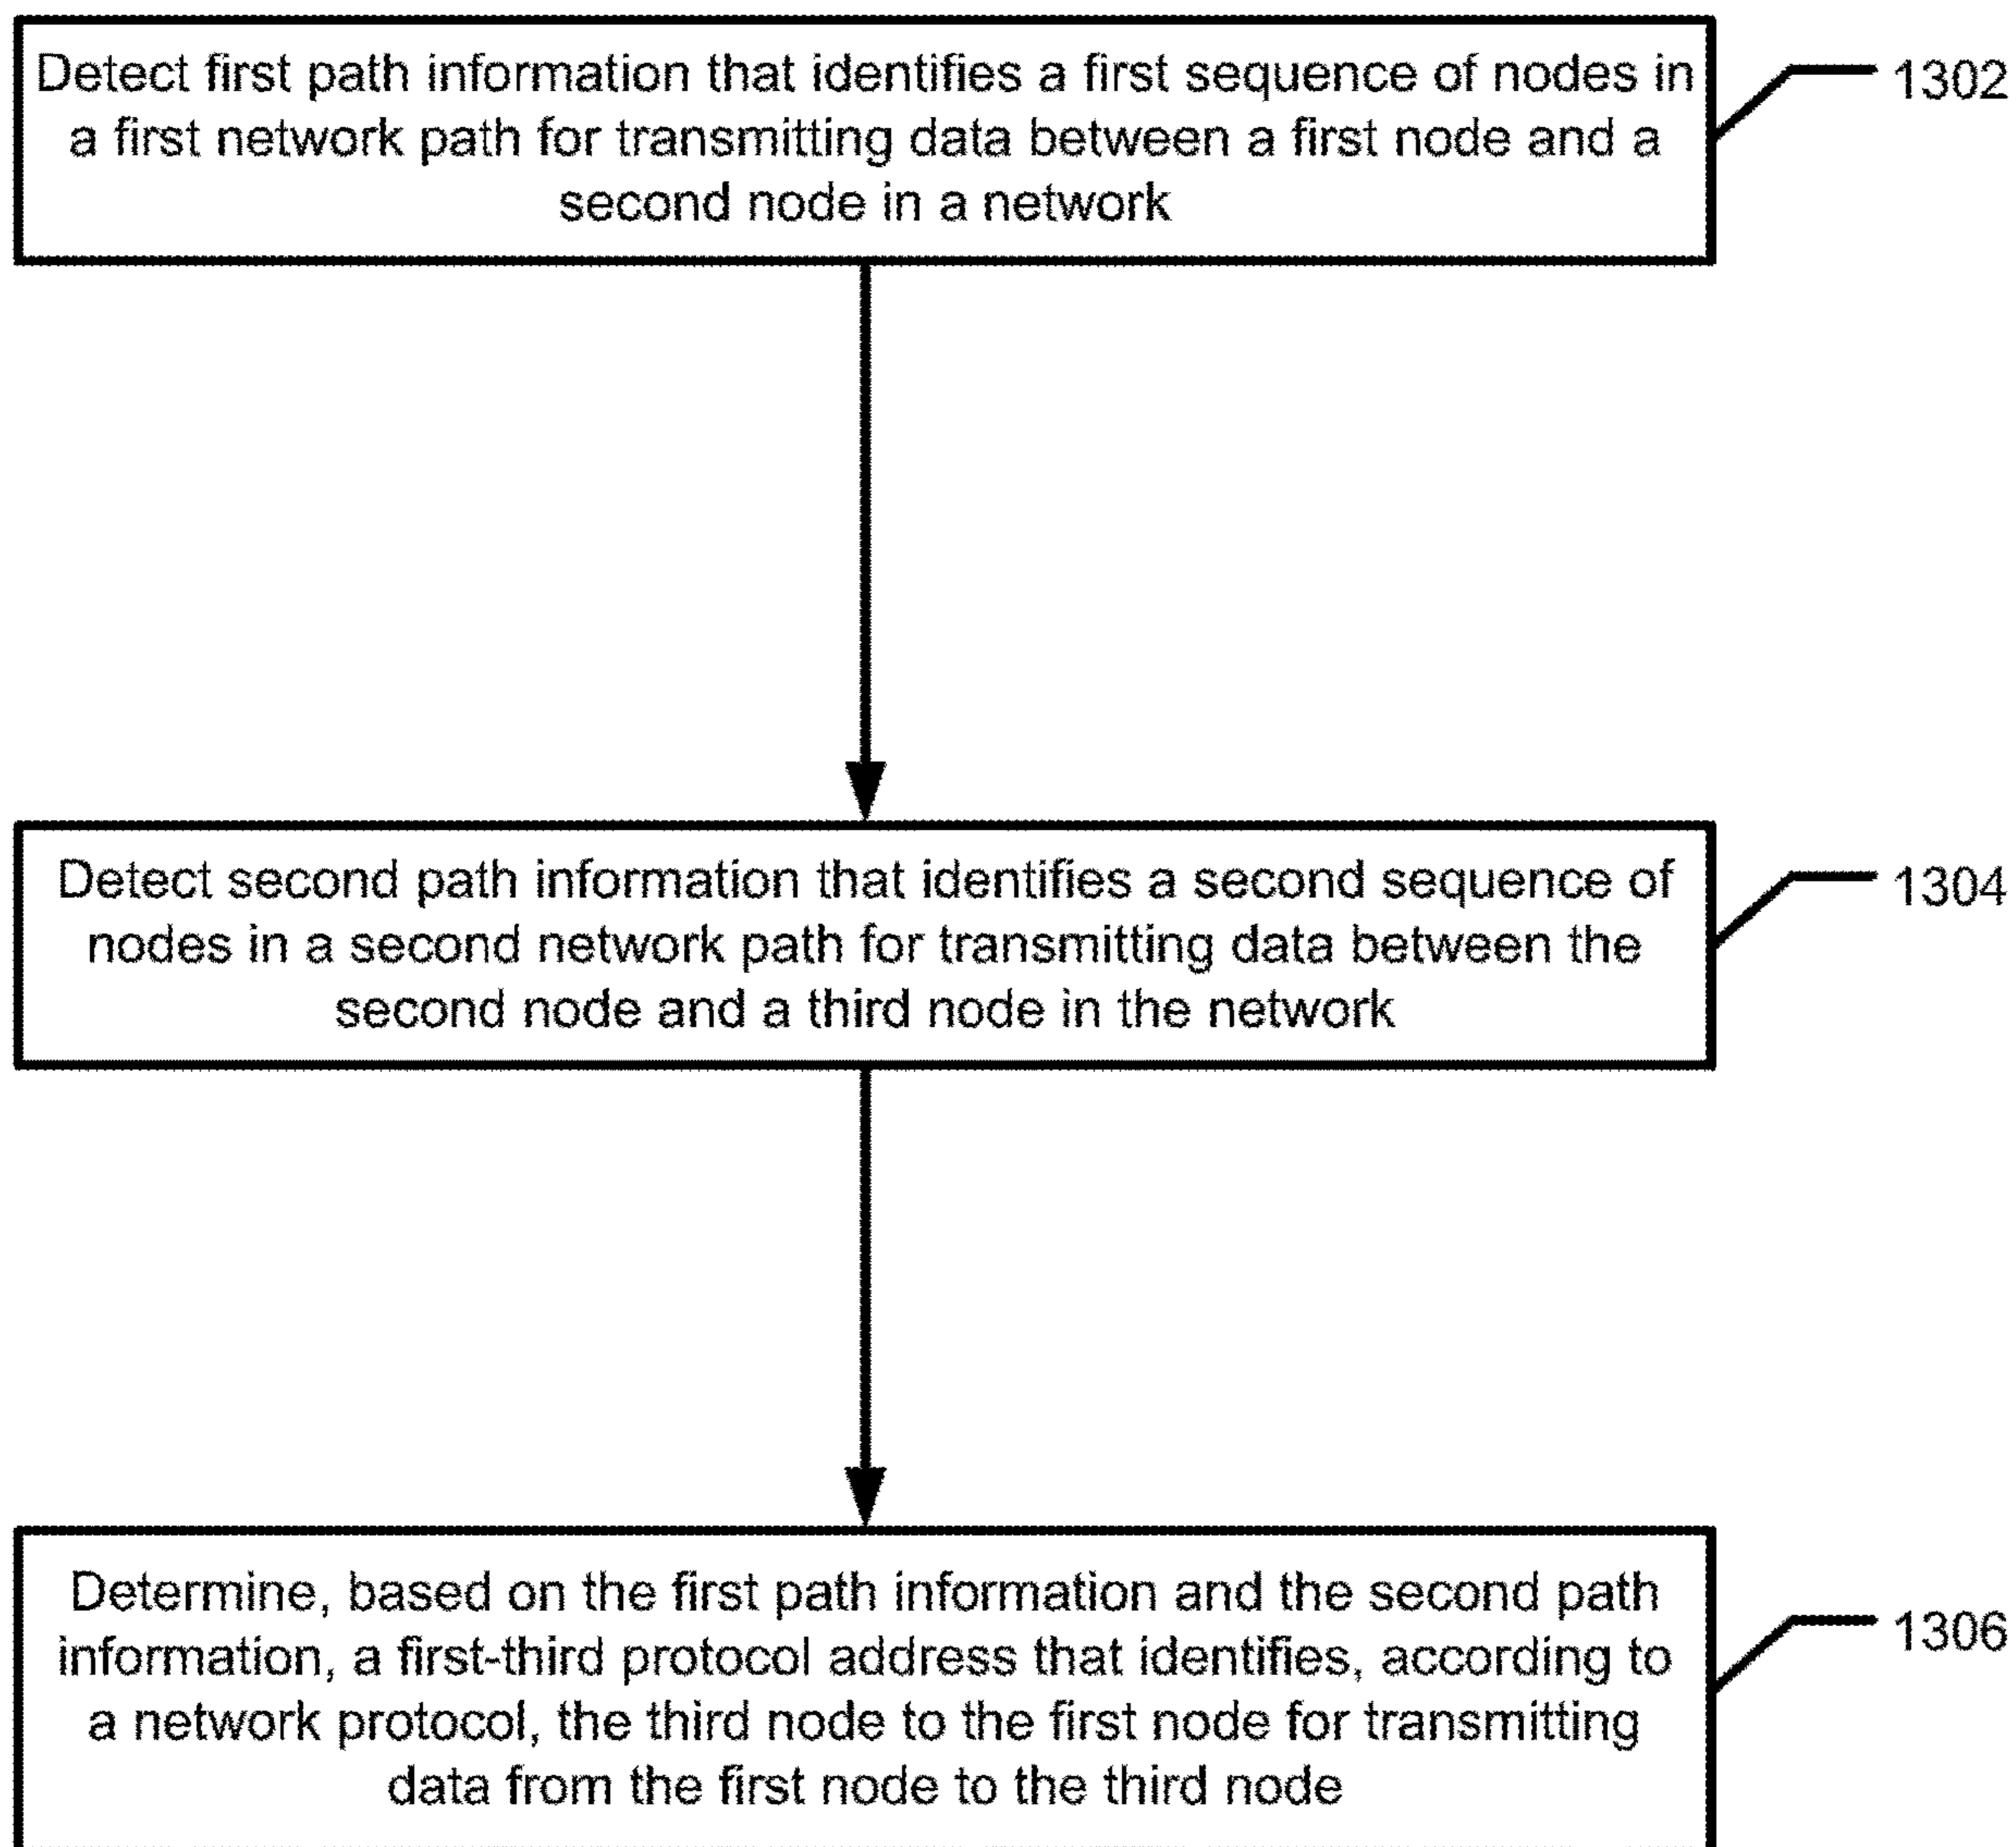 Detect first path information that identifies a first sequence of nodes in
a first network path for transmitting data between a first node and a
second node in a network
1302
Detect second path information that identifies a second sequence of
nodes in a second network path for transmitting data between the
second node and a third node in the network
1304
Determine, based on the first path information and the second path
information, a first-third protocol address that identifies, according to
a network protocol, the third node to the first node for transmitting
data from the first node to the third node
1306